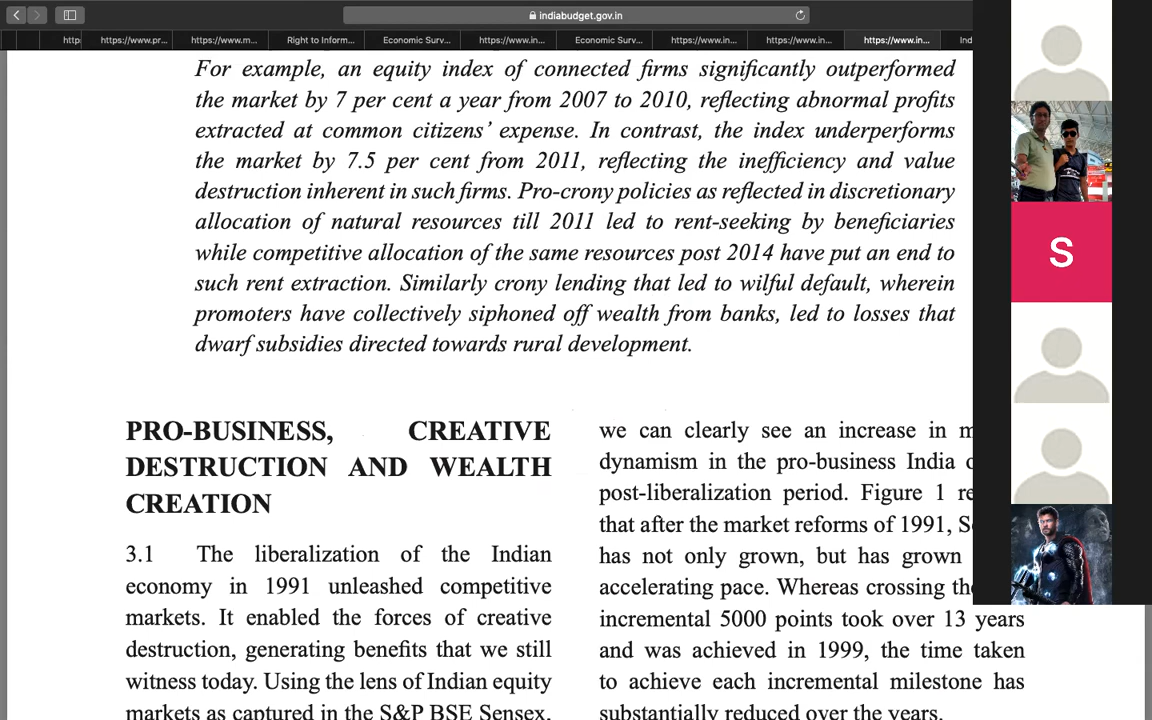 indiabudget.gov.in
http
https://www.pr...
https://www.m...
Right to Inform...
Economic Surv...
https://www.in...
Economic Surv...
https://www.in...
https://www.in...
https://www.in...
Ind
For example, an equity index of connected firms significantly outperformed
the market by 7 per cent a year from 2007 to 2010, reflecting abnormal profits
extracted at common citizens’ expense. In contrast, the index underperforms
the market by 7.5 per cent from 2011, reflecting the inefficiency and value
destruction inherent in such firms. Pro-crony policies as reflected in discretionary
allocation of natural resources till 2011 led to rent-seeking by beneficiaries
while competitive allocation of the same resources post 2014 have put an end to
such rent extraction. Similarly crony lending that led to wilful default, wherein
promoters have collectively siphoned off wealth from banks, led to losses that
dwarf subsidies directed towards rural development.
PRO-BUSINESS, CREATIVE
DESTRUCTION AND WEALTH
CREATION
3.1 The liberalization of the Indian
economy in 1991 unleashed competitive
markets. It enabled the forces of creative
destruction, generating benefits that we still
witness today. Using the lens of Indian equity
markets as captured in the S&P BSE Sensex,
we can clearly see an increase in m
dynamism in the pro-business India o
post-liberalization period. Figure 1 re
that after the market reforms of 1991, S
has not only grown, but has grown
accelerating pace. Whereas crossing the
incremental 5000 points took over 13 years
and was achieved in 1999, the time taken
to achieve each incremental milestone has
substantially reduced over the years.
S